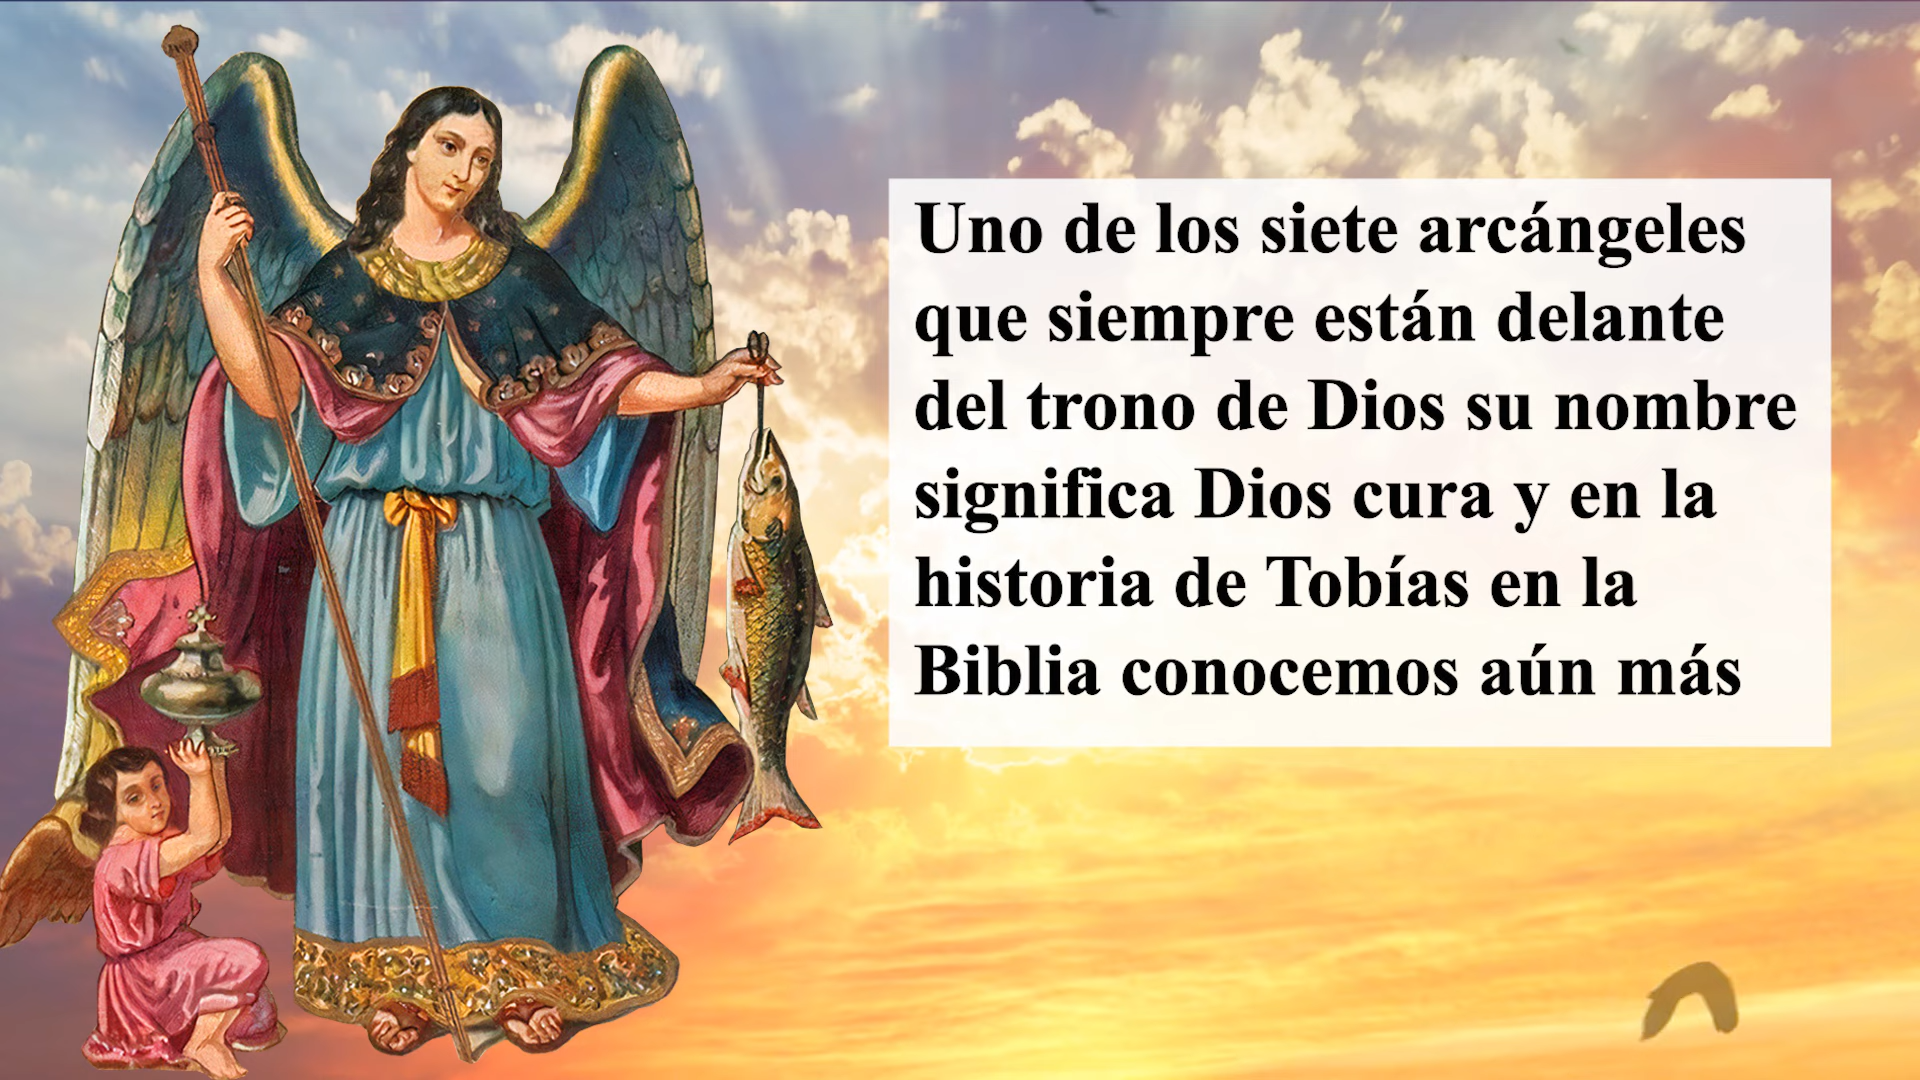 Uno de los siete arcángeles
que siempre están delante
del trono de Dios su nombre
significa Dios cura y en la
historia de Tobías en la
Biblia conocemos aún más